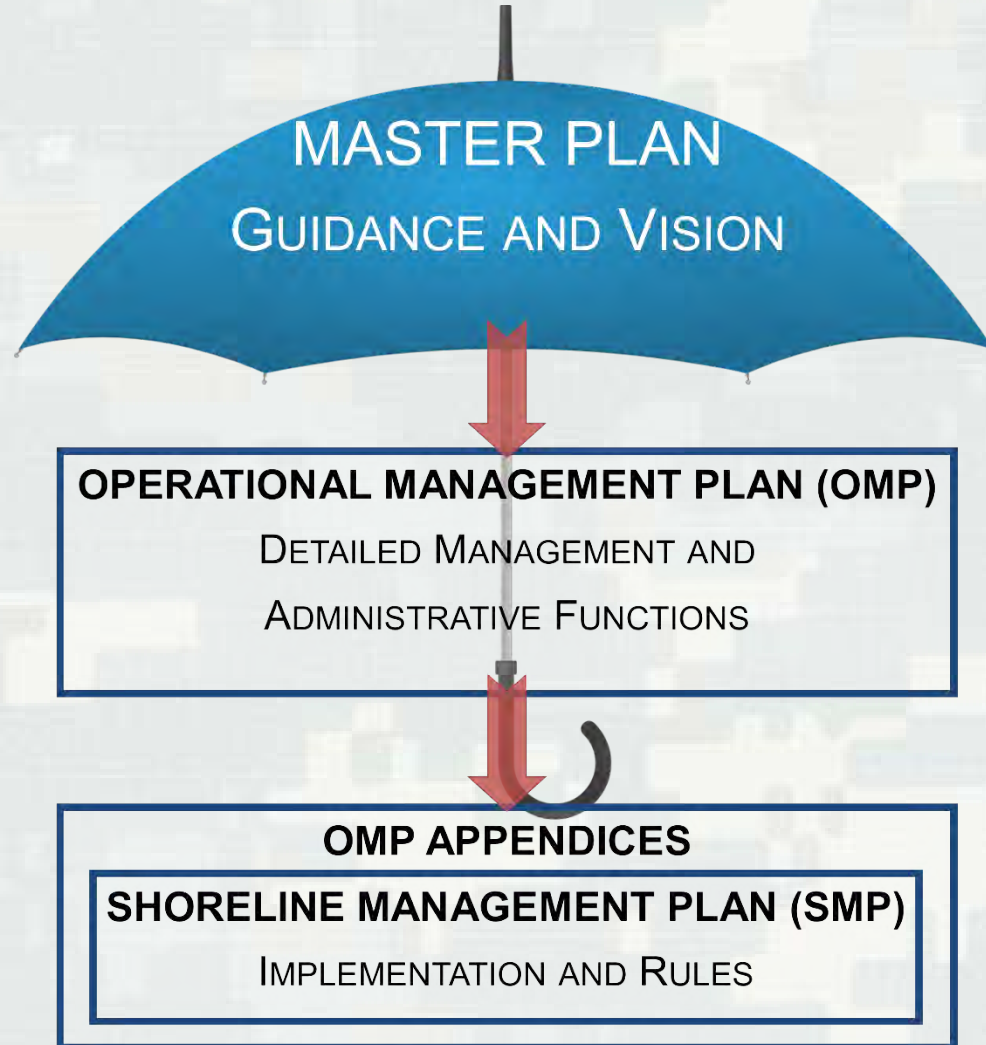 MASTER PLAN
GUIDANCE AND VISION
OPERATIONAL MANAGEMENT PLAN (OMP)
DETAILED MANAGEMENT AND
ADMINISTRATIVE FUNCTIONS
OMP APPENDICES
SHORELINE MANAGEMENT PLAN (SMP)
IMPLEMENTATION AND RULES